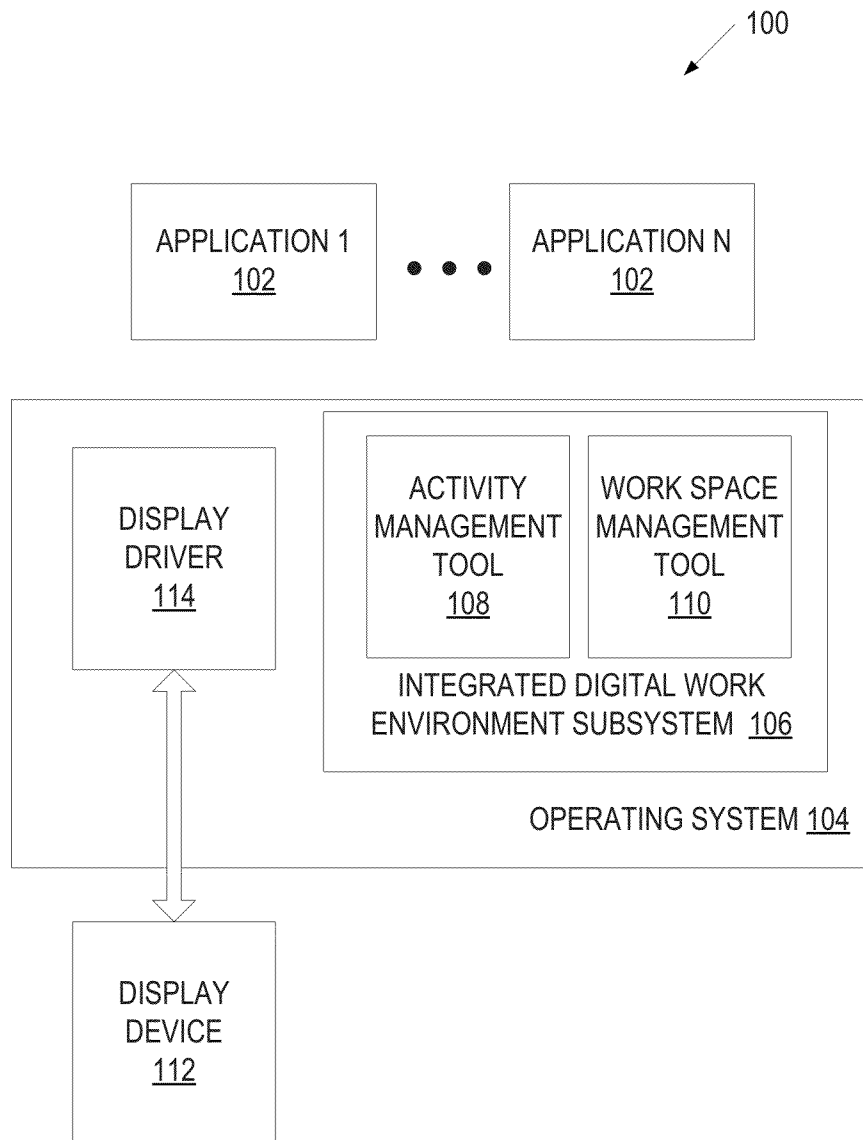 100
APPLICATION 1
102
APPLICATION N
102
DISPLAY
DRIVER
114
ACTIVITY
MANAGEMENT
TOOL
108
WORK SPACE
MANAGEMENT
TOOL
110
INTEGRATED DIGITAL WORK
ENVIRONMENT SUBSYSTEM 106
OPERATING SYSTEM 104
DISPLAY
DEVICE
112